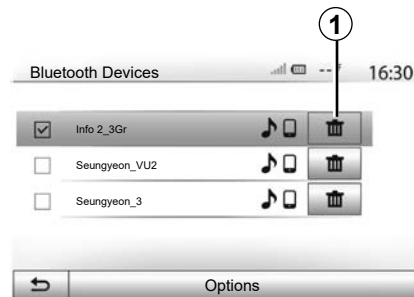 1
Bluetooth Devices 16:30
Info 2_3Gr
Seungyeon_VU2
Seungyeon_3
Options